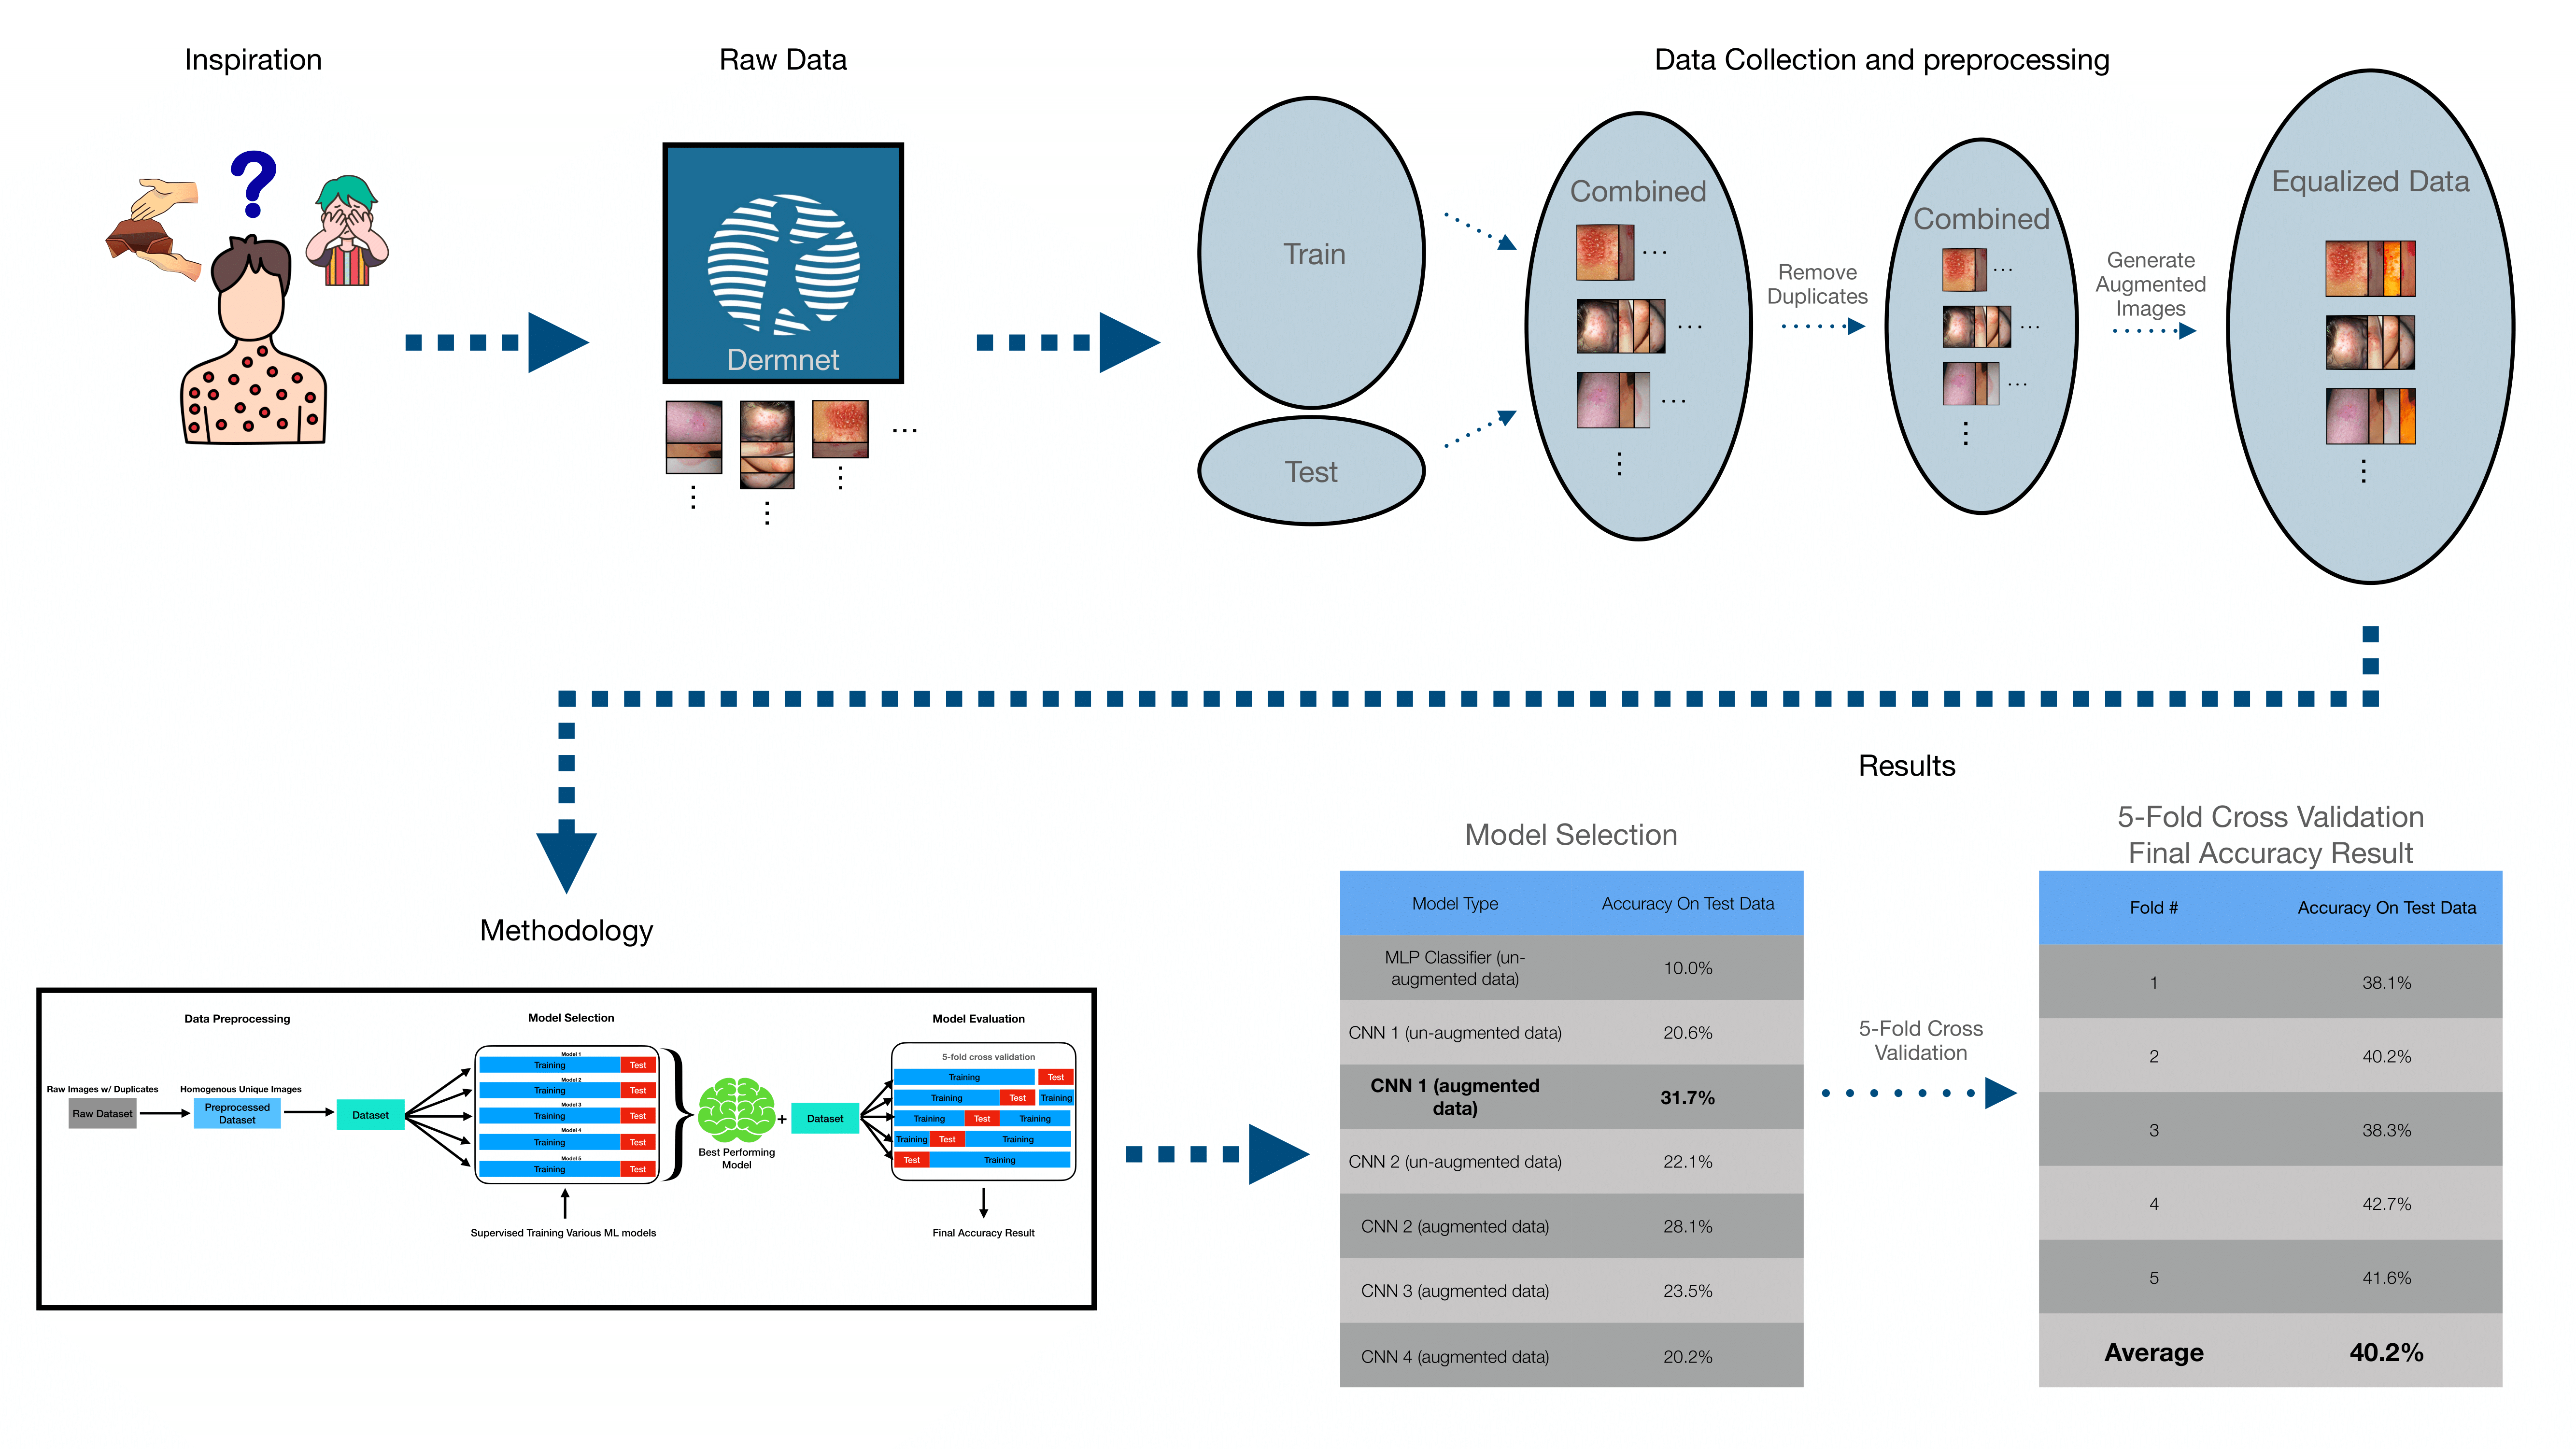 Inspiration
Raw Data
Data Collection and preprocessing
?
Dermnet
Train
Test
Combined
Remove
Duplicates
Combined
Generate
Augmented
Images
Equalized Data
Methodology
Data Preprocessing
Model Selection
Model Evaluation
Raw Images w/ Duplicates
Raw Dataset
Homogenous Unique Images
Preprocessed
Dataset
Dataset
Model 1
Training Test
Model 2
Training Test
Model 3
Training Test
Model 4
Training Test
Model 5
Training Test
Supervised Training Various ML models
Best Performing
Model
+
Dataset
5-fold cross validation
Training Test
Training Test Training
Training Test Training
Training Test Training
Test Training
Final Accuracy Result
Results
Model Selection
Model Type Accuracy On Test Data
MLP Classifier (un-
augmented data) 10.0%
CNN 1 (un-augmented data) 20.6%
CNN 1 (augmented
data) 31.7%
CNN 2 (un-augmented data) 22.1%
CNN 2 (augmented data) 28.1%
CNN 3 (augmented data) 23.5%
CNN 4 (augmented data) 20.2%
5-Fold Cross
Validation
5-Fold Cross Validation
Final Accuracy Result
Fold # Accuracy On Test Data
1 38.1%
2 40.2%
3 38.3%
4 42.7%
5 41.6%
Average 40.2%